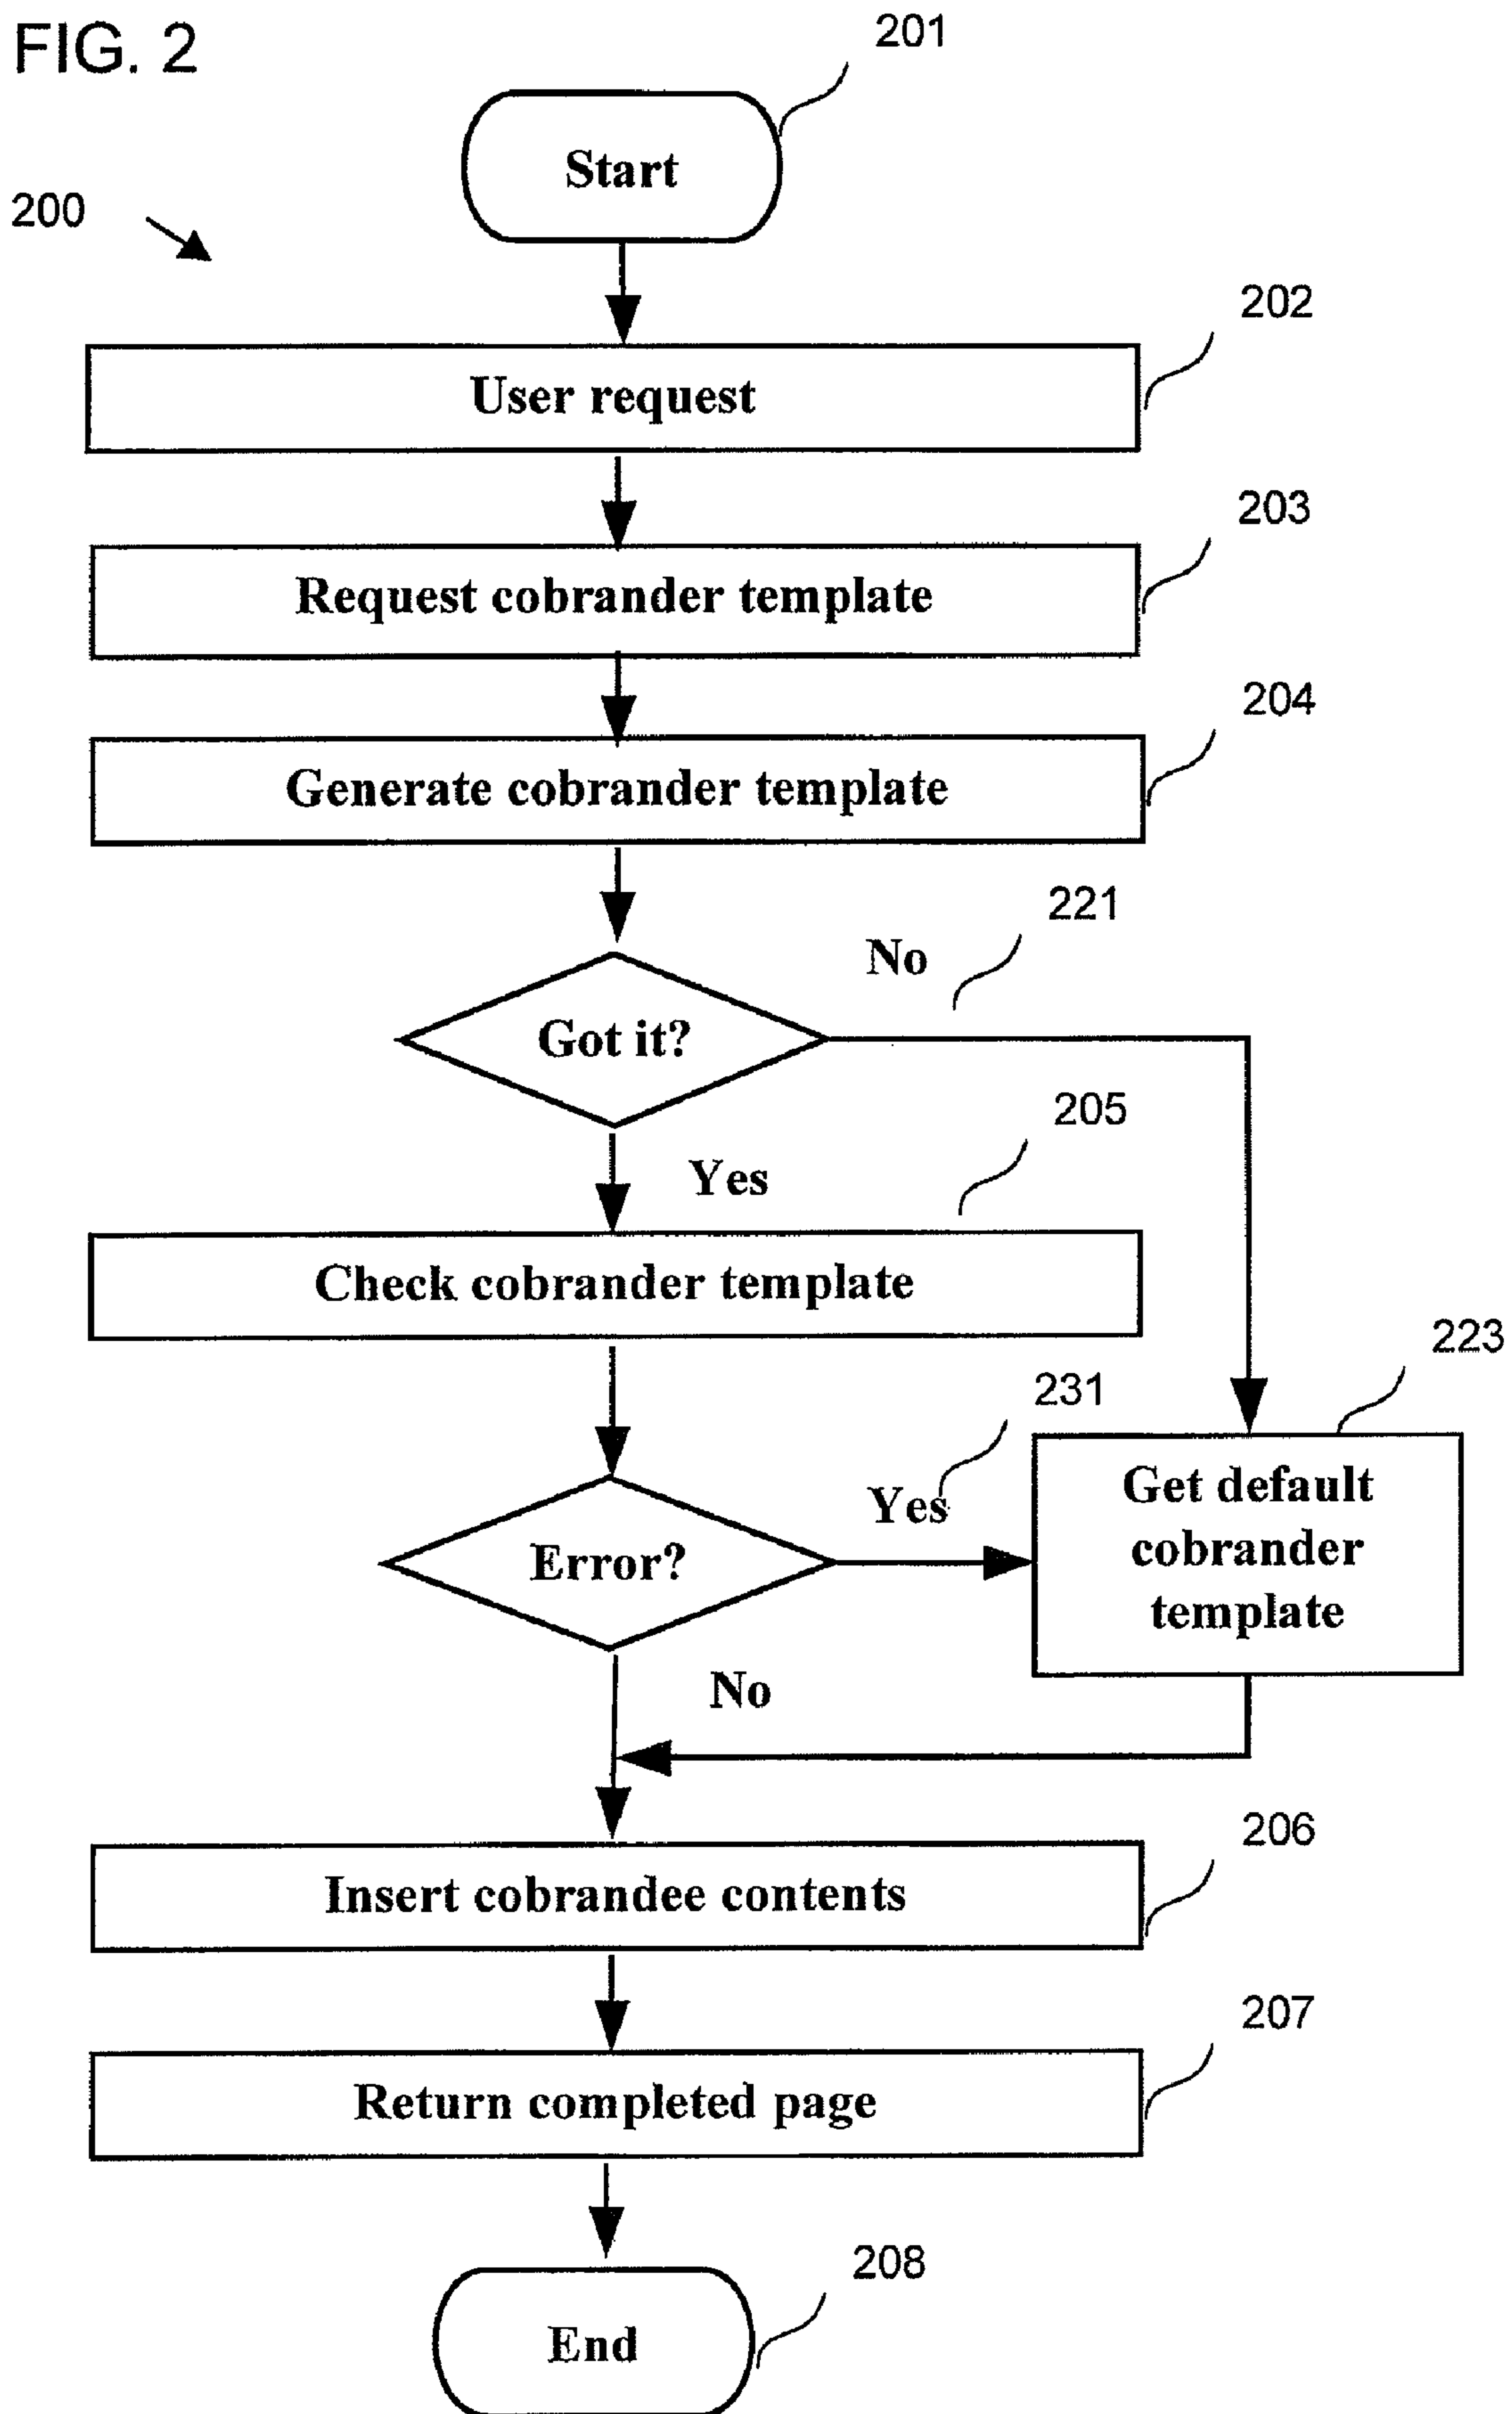 FIG. 2
201
Start
200
202
User request
203
Request cobrander template
204
Generate cobrander template
221
No
Got it?
205
Yes
Check cobrander template
223
231
Yes
Get default
cobrander
template
Error?
No
206
Insert cobrandee contents
207
Return completed page
208
End